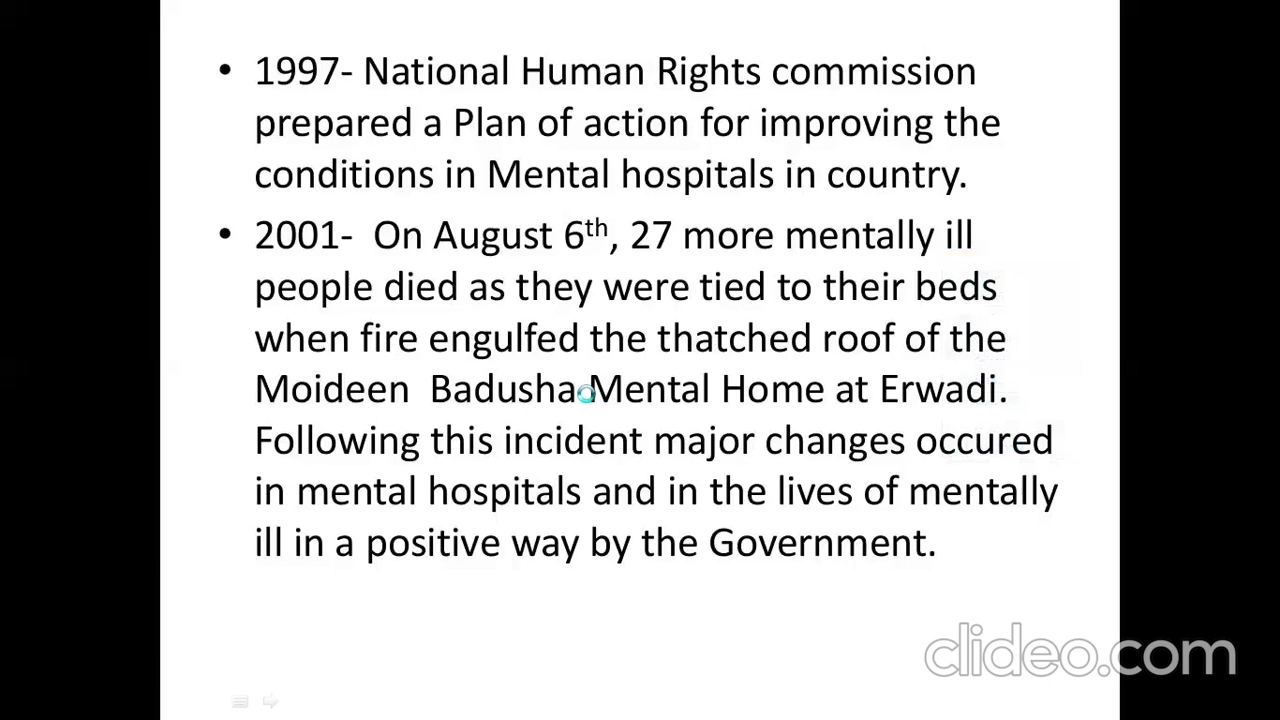 • 1997- National Human Rights commission
prepared a Plan of action for improving the
conditions in Mental hospitals in country.
• 2001-  On August 6th, 27 more mentally ill
people died as they were tied to their beds
when fire engulfed the thatched roof of the
Moideen  Badusha Mental Home at Erwadi.
Following this incident major changes occured
in mental hospitals and in the lives of mentally
ill in a positive way by the Government.
clideo.com